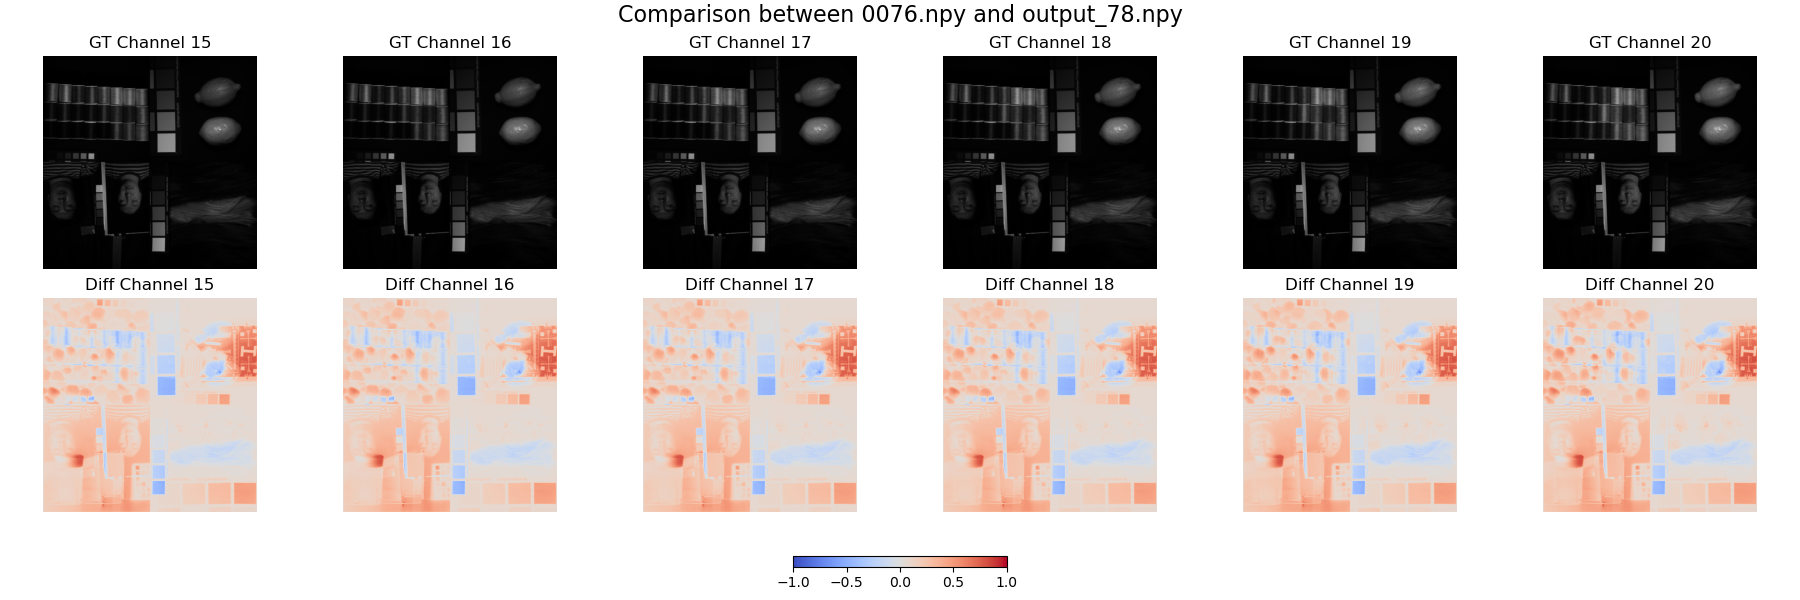 Comparison between 0076.npy and output_78.npy
GT Channel 15
GT Channel 16
GT Channel 17
GT Channel 18
GT Channel 19
GT Channel 20
Diff Channel 15
Diff Channel 16
Diff Channel 17
Diff Channel 18
Diff Channel 19
Diff Channel 20
−1.0 −0.5 0.0 0.5 1.0